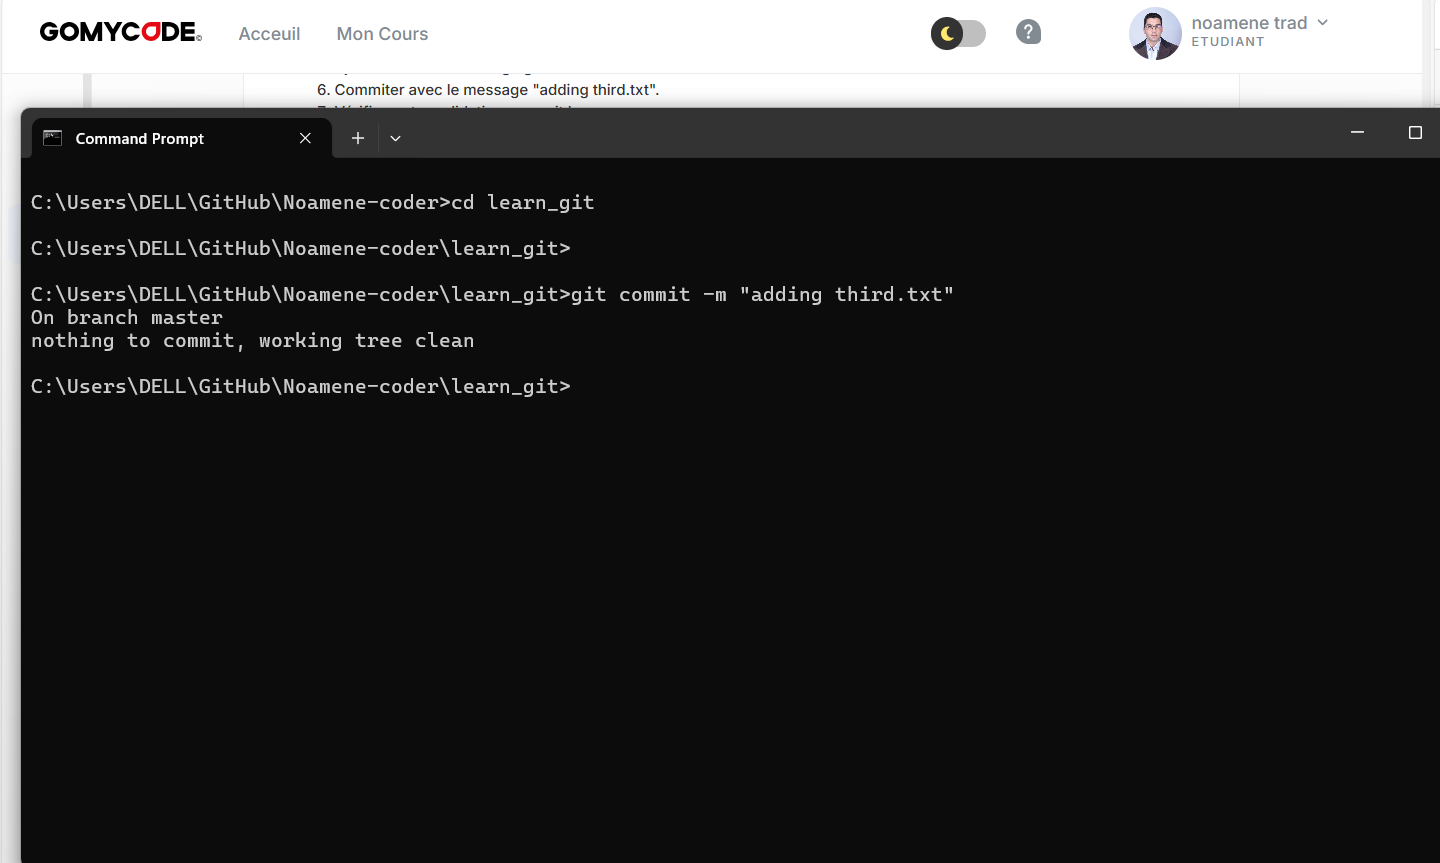 GOMYCODE©
Acceuil
Mon Cours
?
noamene trad
ETUDIANT
6. Commiter avec le message "adding third.txt".
Command Prompt
C:\Users\DELL\GitHub\Noamene-coder>cd learn_git
C:\Users\DELL\GitHub\Noamene-coder\learn_git>
C:\Users\DELL\GitHub\Noamene-coder\learn_git>git commit -m "adding third.txt"
On branch master
nothing to commit, working tree clean
C:\Users\DELL\GitHub\Noamene-coder\learn_git>